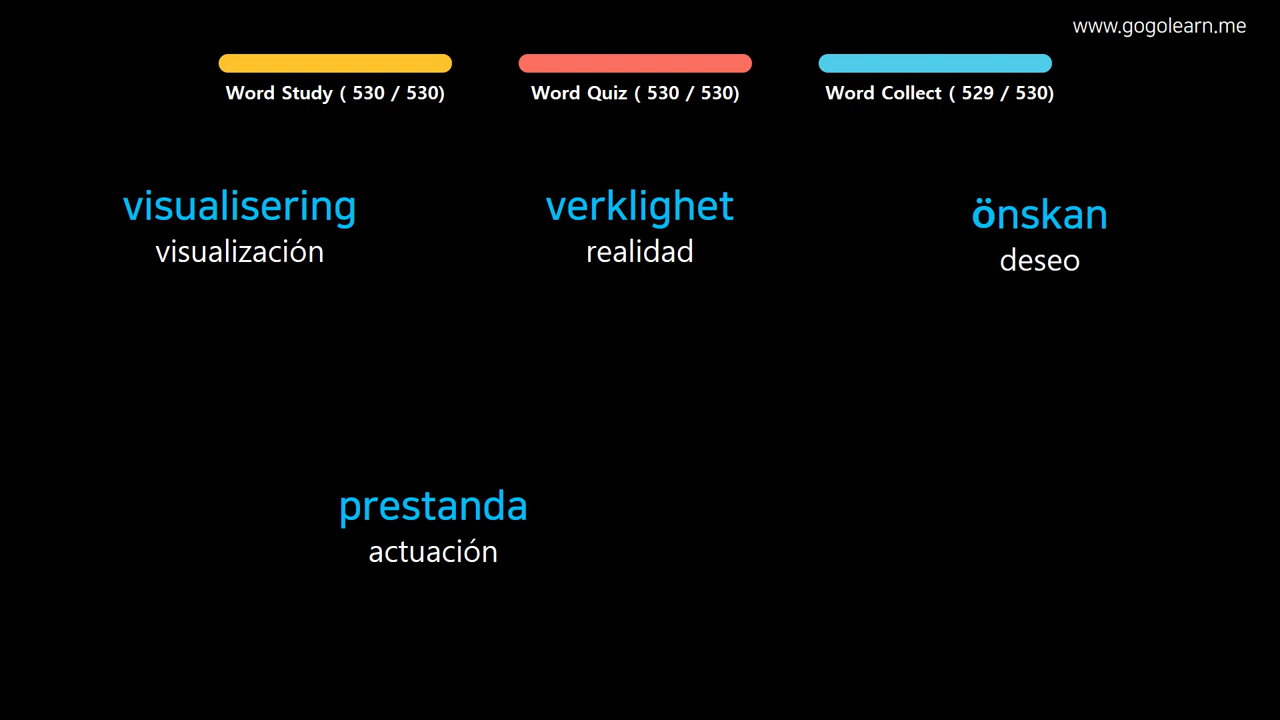 www.gogolearn.me
Word Study ( 530 / 530)
Word Quiz ( 530 / 530)
Word Collect ( 529 / 530)
visualisering
visualización
verklighet
realidad
önskan
deseo
prestanda
actuación